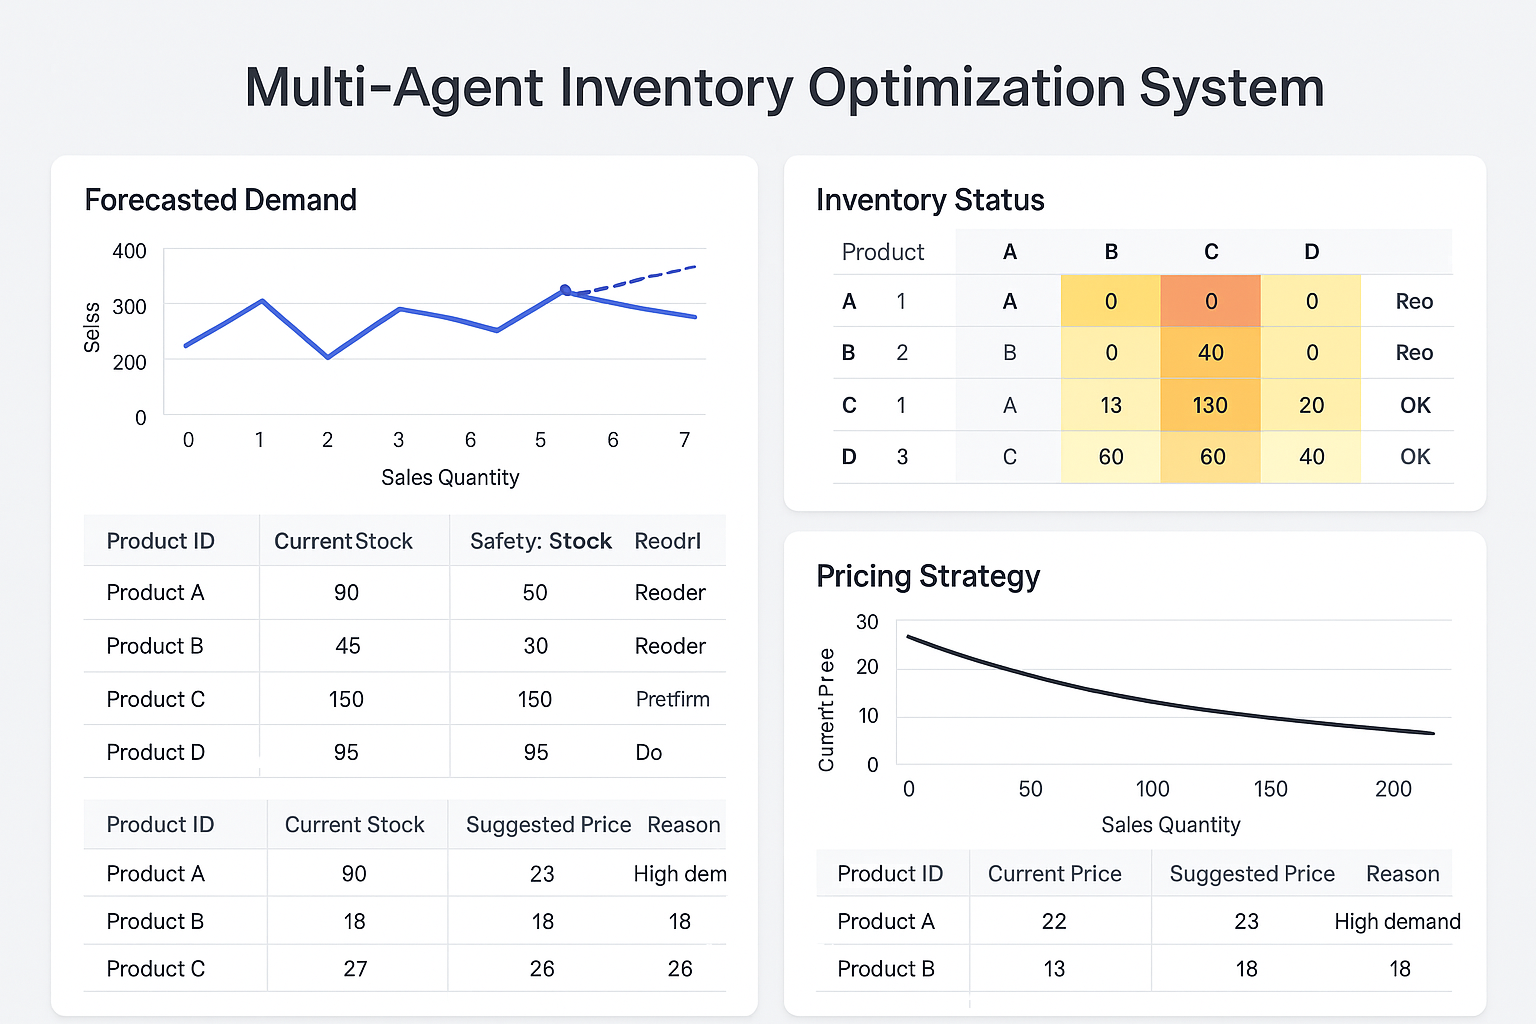 Multi-Agent Inventory Optimization System
Forecasted Demand
400
300
200
0
Selss
0 1 2 3 6 5 6 7
Sales Quantity
Product ID CurrentStock Safety: Stock Reodrl
Product A 90 50 Reoder
Product B 45 30 Reoder
Product C 150 150 Pretfirm
Product D 95 95 Do
Product ID Current Stock Suggested Price Reason
Product A 90 23 High dem
Product B 18 18 18
Product C 27 26 26
Inventory Status
Product A B C D
A 1 A 0 0 0 Reo
B 2 B 0 40 0 Reo
C 1 A 13 130 20 OK
D 3 C 60 60 40 OK
Pricing Strategy
30
20
10
0
Current Pree
0 50 100 150 200
Sales Quantity
Product ID Current Price Suggested Price Reason
Product A 22 23 High demand
Product B 13 18 18